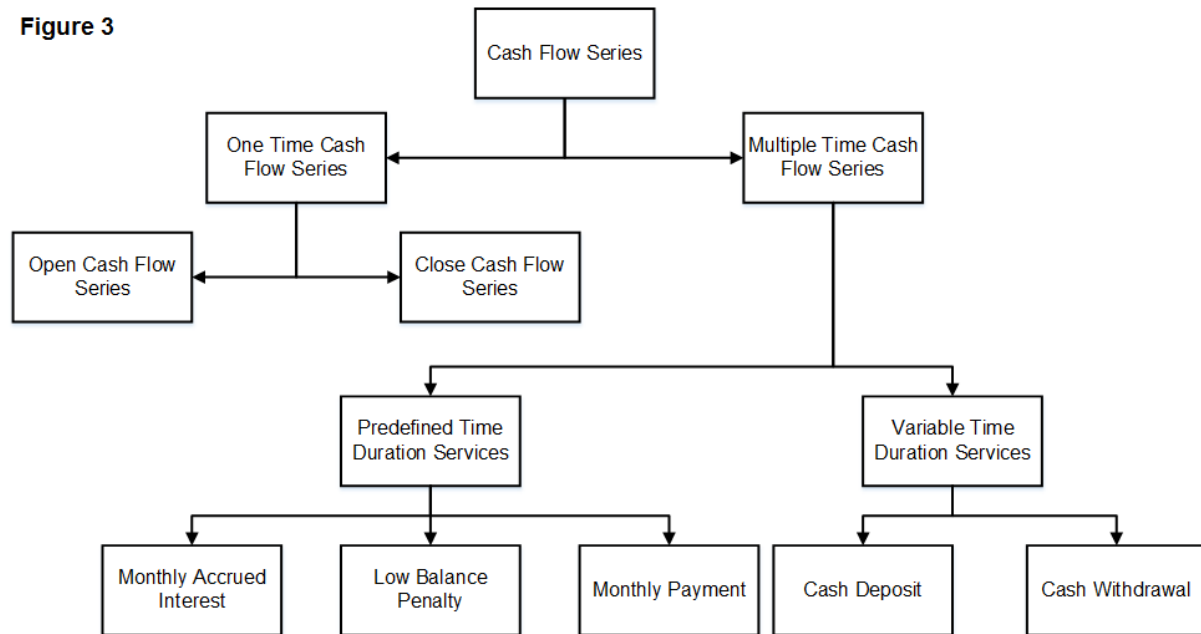 Figure 3
Cash Flow Series
One Time Cash
Flow Series
Multiple Time Cash
Flow Series
Open Cash Flow
Series
Close Cash Flow
Series
Predefined Time
Duration Services
Variable Time
Duration Services
Monthly Accrued
Interest
Low Balance
Penalty
Monthly Payment
Cash Deposit
Cash Withdrawal